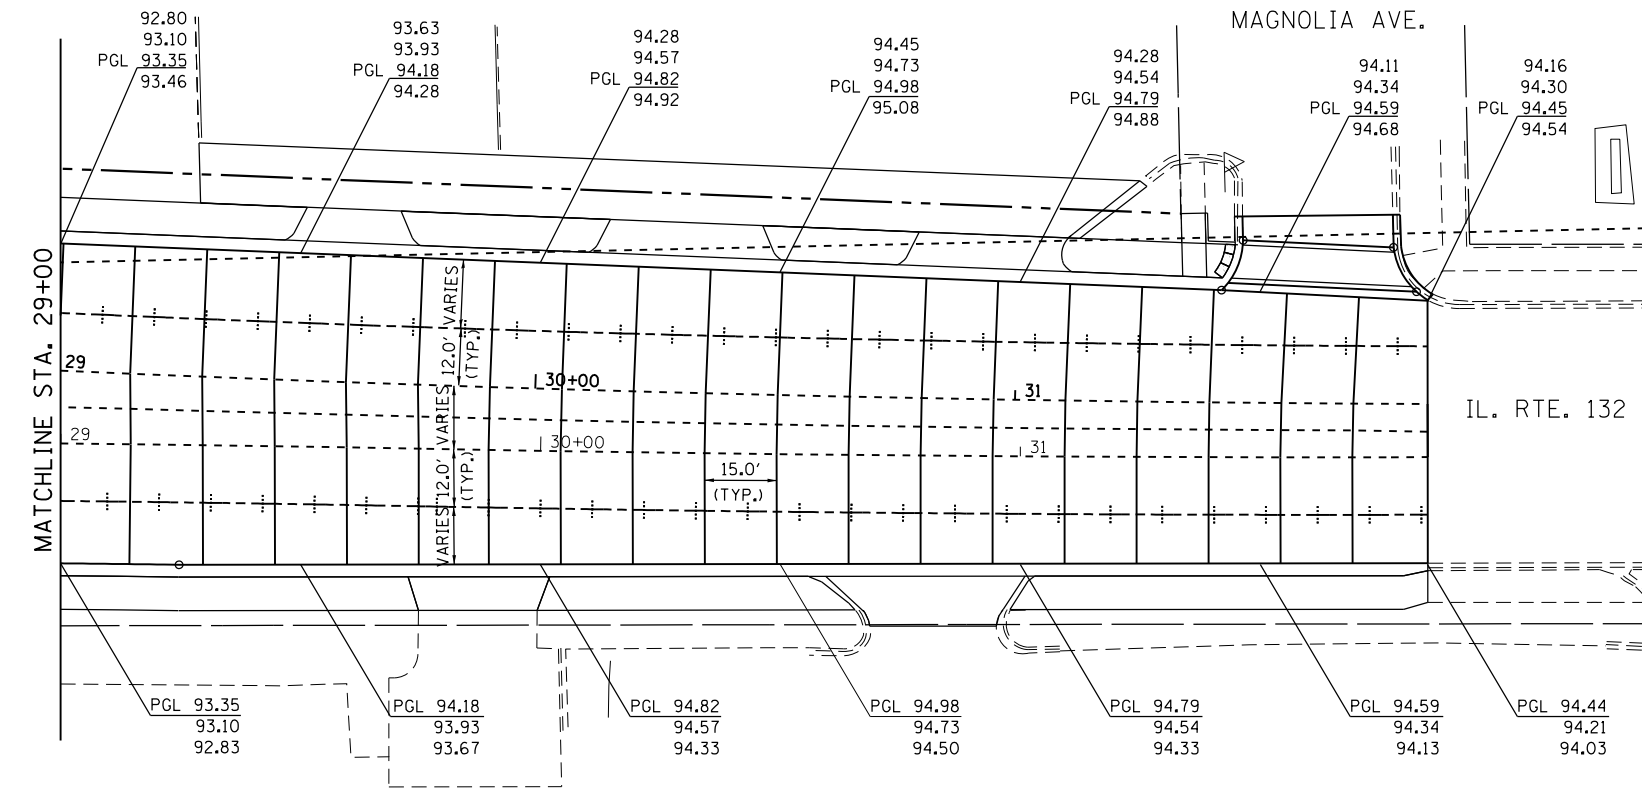 MAGNOLIA AVE.
92.80
93.10
PGL 93.35
93.46
93.63
93.93
PGL 94.18
94.28
94.28
94.57
PGL 94.82
94.92
94.45
94.73
PGL 94.98
95.08
94.28
94.54
PGL 94.79
94.88
94.11
94.34
PGL 94.59
94.68
94.16
94.30
PGL 94.45
94.54
MATCHLINE STA. 29+00
29
30+00
31
29
30+00
31
VARIES
12.0'
(TYP.)
VARIES
12.0'
(TYP.)
VARIES
15.0'
(TYP.)
IL. RTE. 132
PGL 93.35
93.10
92.83
PGL 94.18
93.93
93.67
PGL 94.82
94.57
94.33
PGL 94.98
94.73
94.50
PGL 94.79
94.54
94.33
PGL 94.59
94.34
94.13
PGL 94.44
94.21
94.03